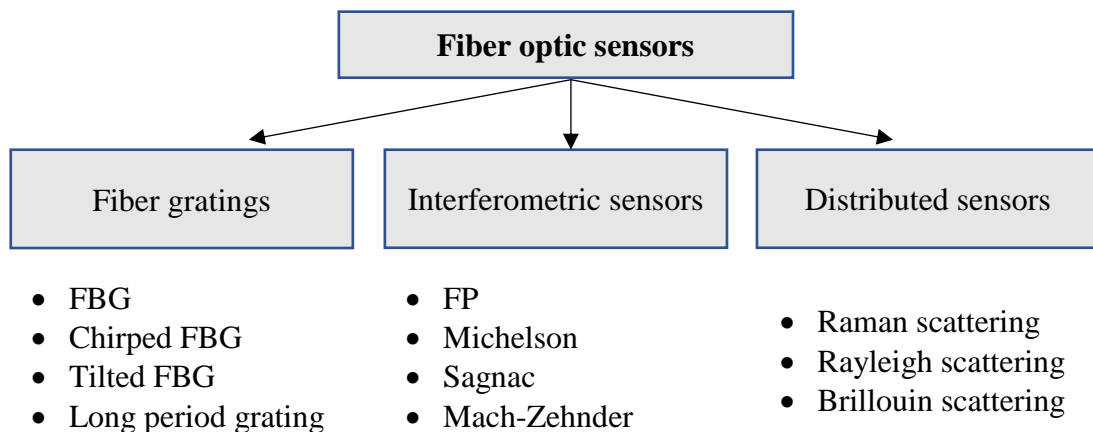 Fiber optic sensors
Fiber gratings
Interferometric sensors
Distributed sensors
• FBG
• Chirped FBG
• Tilted FBG
• Long period grating
• FP
• Michelson
• Sagnac
• Mach-Zehnder
• Raman scattering
• Rayleigh scattering
• Brillouin scattering